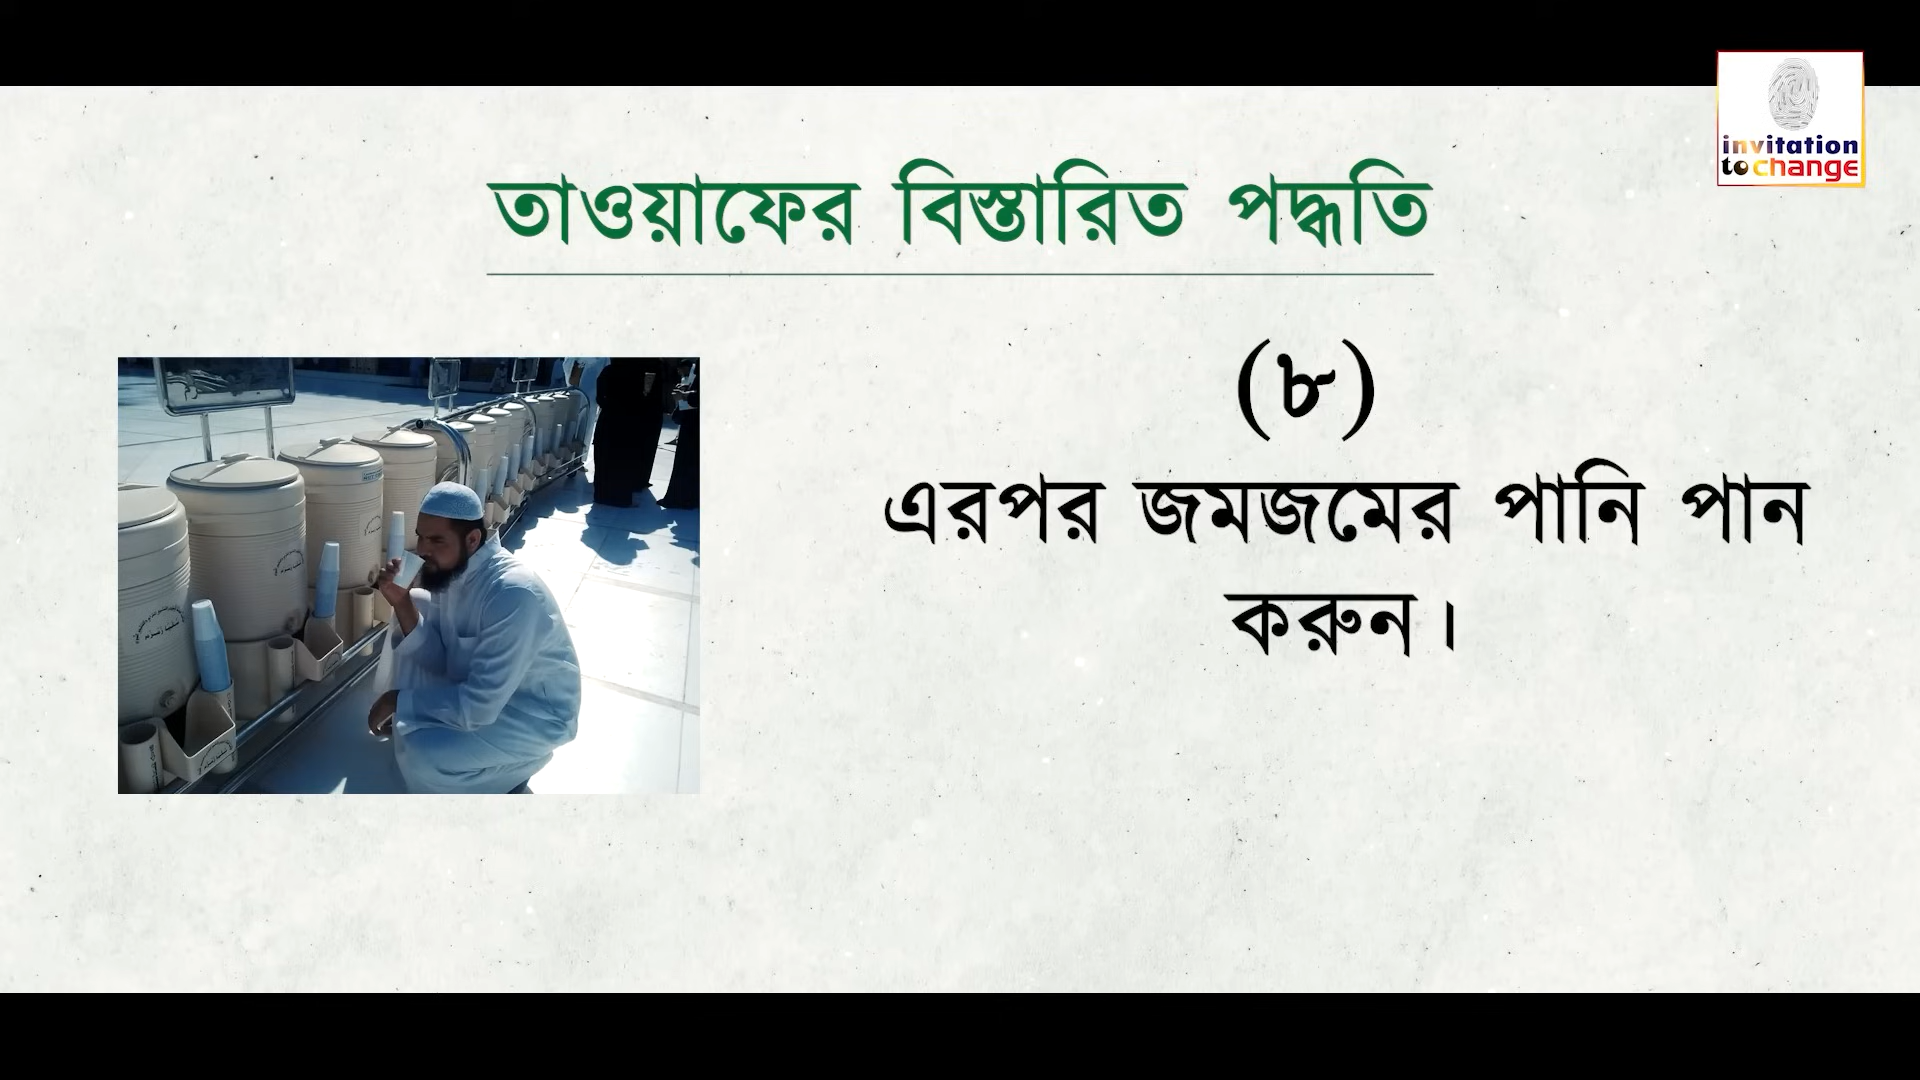 invitation
to change
তাওয়াফের বিস্তারিত পদ্ধতি
(৮)
এরপর জমজমের পানি পান
করুন।